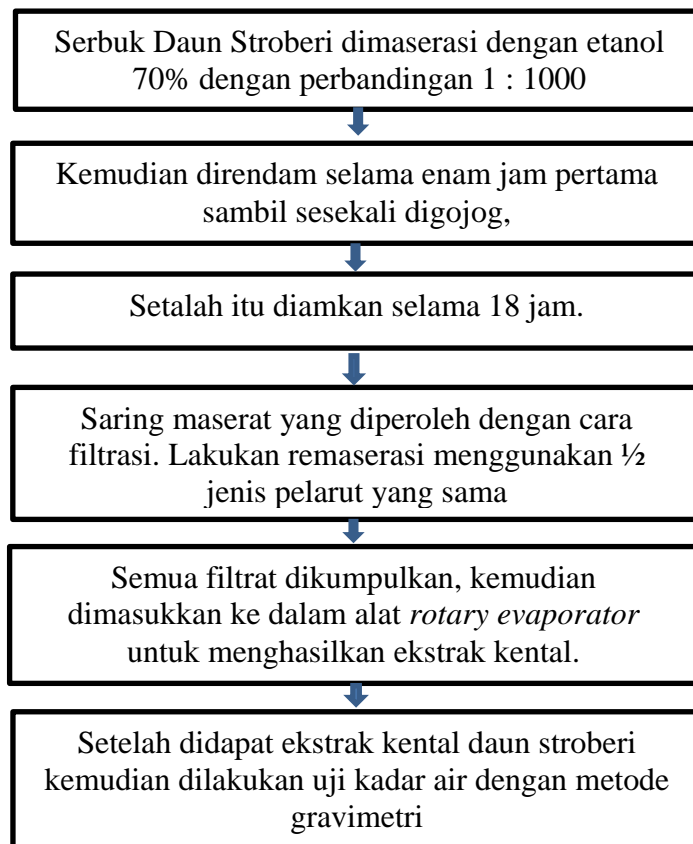 Serbuk Daun Stroberi dimaserasi dengan etanol
70% dengan perbandingan 1 : 1000
Kemudian direndam selama enam jam pertama
sambil sesekali digojog,
Setalah itu diamkan selama 18 jam.
Saring maserat yang diperoleh dengan cara
filtrasi. Lakukan remaserasi menggunakan ½
jenis pelarut yang sama
Semua filtrat dikumpulkan, kemudian
dimasukkan ke dalam alat rotary evaporator
untuk menghasilkan ekstrak kental.
Setelah didapat ekstrak kental daun stroberi
kemudian dilakukan uji kadar air dengan metode
gravimetri